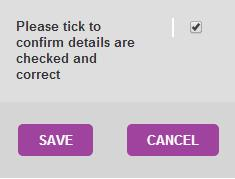 Please tick to
confirm details are
checked and
correct
SAVE
CANCEL